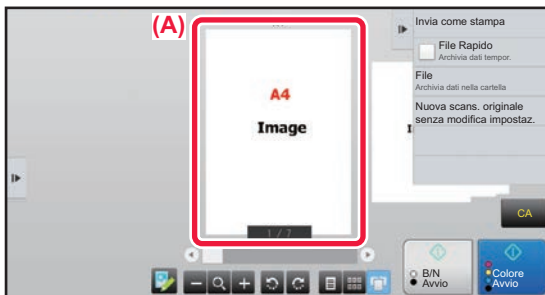 (A)
A4
Image
1 / 7
Invia come stampa
File Rapido
Archivia dati tempor.
File
Archivia dati nella cartella
Nuova scans. originale
senza modifica impostaz.
CA
B/N
Avvio
Colore
Avvio